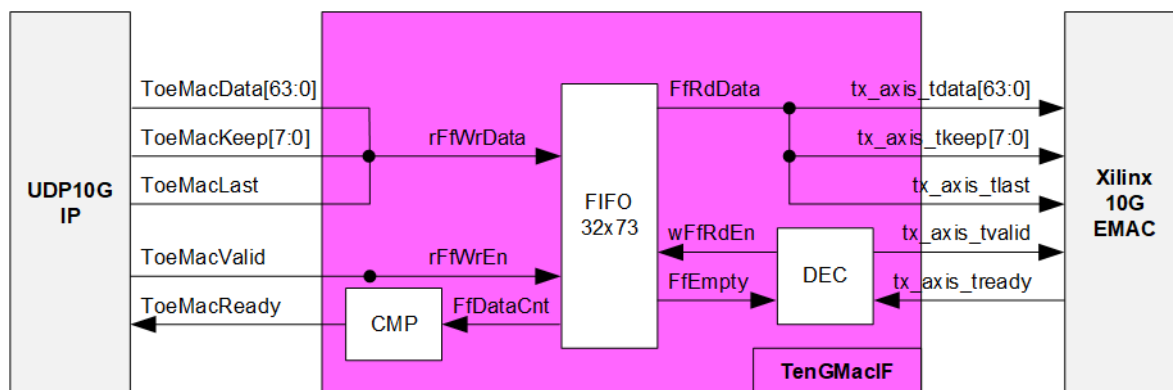 ToeMacData[63:0]
FfRdData
tx_axis_tdata[63:0]
ToeMacKeep[7:0]
rFfWrData
tx_axis_tkeep[7:0]
UDP10G
IP
ToeMacLast
FIFO
32x73
tx_axis_tlast
Xilinx
10G
EMAC
ToeMacValid
rFfWrEn
wFfRdEn
DEC
tx_axis_tvalid
ToeMacReady
CMP
FfDataCnt
FfEmpty
tx_axis_tready
TenGMacIF